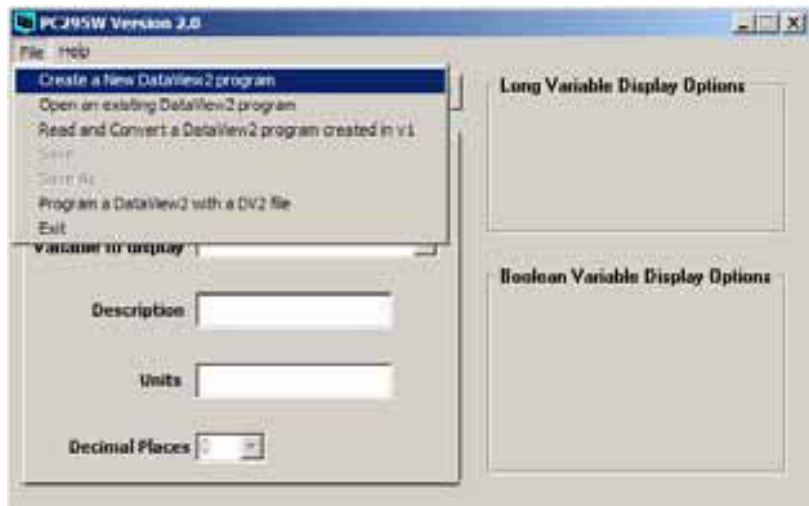 PC295W Version 2.0
File Help
Create a New DataView2 program
Open an existing DataView2 program
Read and Convert a DataView2 program created in v1
Save
Save As
Program a DataView2 with a DV2 file
Exit
Variable to display
Description
Units
Decimal Places 0
Long Variable Display Options
Boolean Variable Display Options